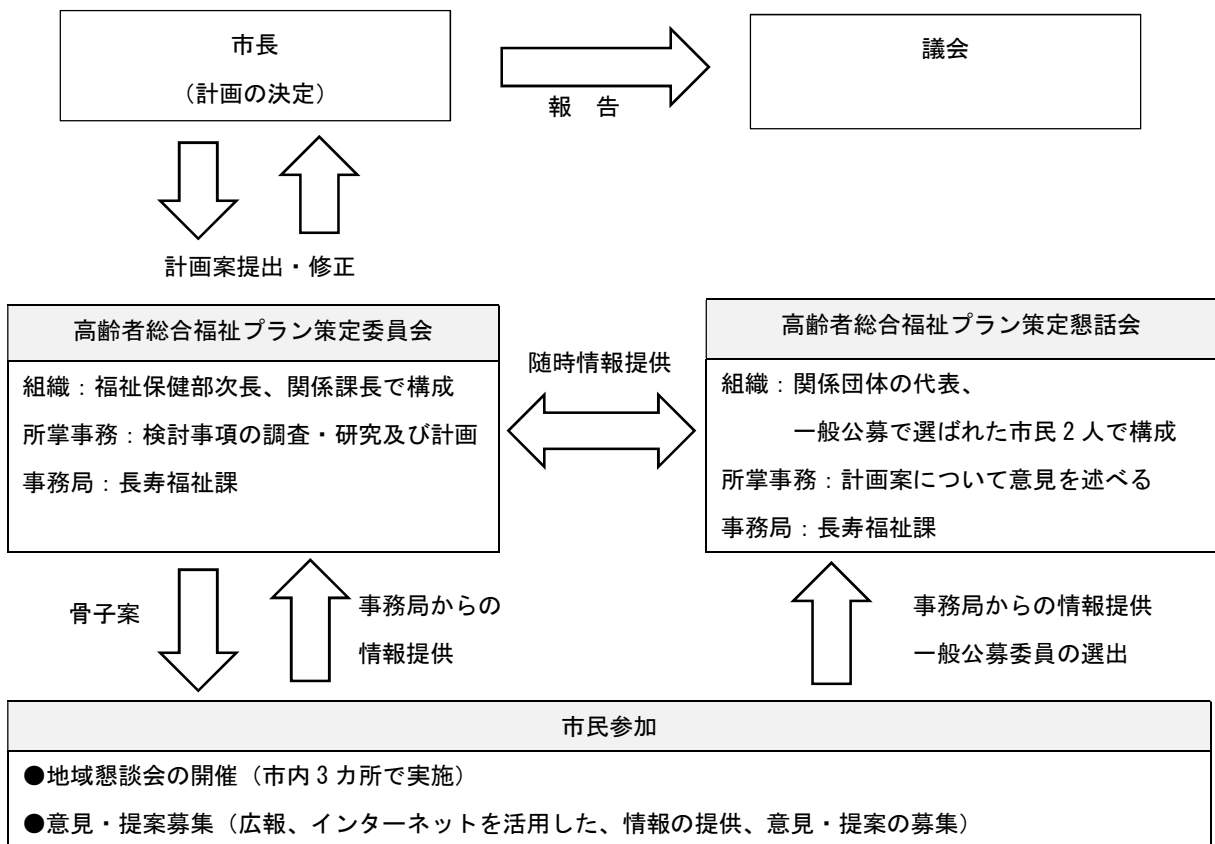 市長
（計画の決定）
議会
報　告
計画案提出・修正
高齢者総合福祉プラン策定委員会
組織：福祉保健部次長、関係課長で構成
所掌事務：検討事項の調査・研究及び計画
事務局：長寿福祉課
随時情報提供
高齢者総合福祉プラン策定懇話会
組織：関係団体の代表、
一般公募で選ばれた市民２人で構成
所掌事務：計画案について意見を述べる
事務局：長寿福祉課
骨子案
事務局からの
情報提供
事務局からの情報提供
一般公募委員の選出
市民参加
●地域懇談会の開催（市内３カ所で実施）
●意見・提案募集（広報、インターネットを活用した、情報の提供、意見・提案の募集）